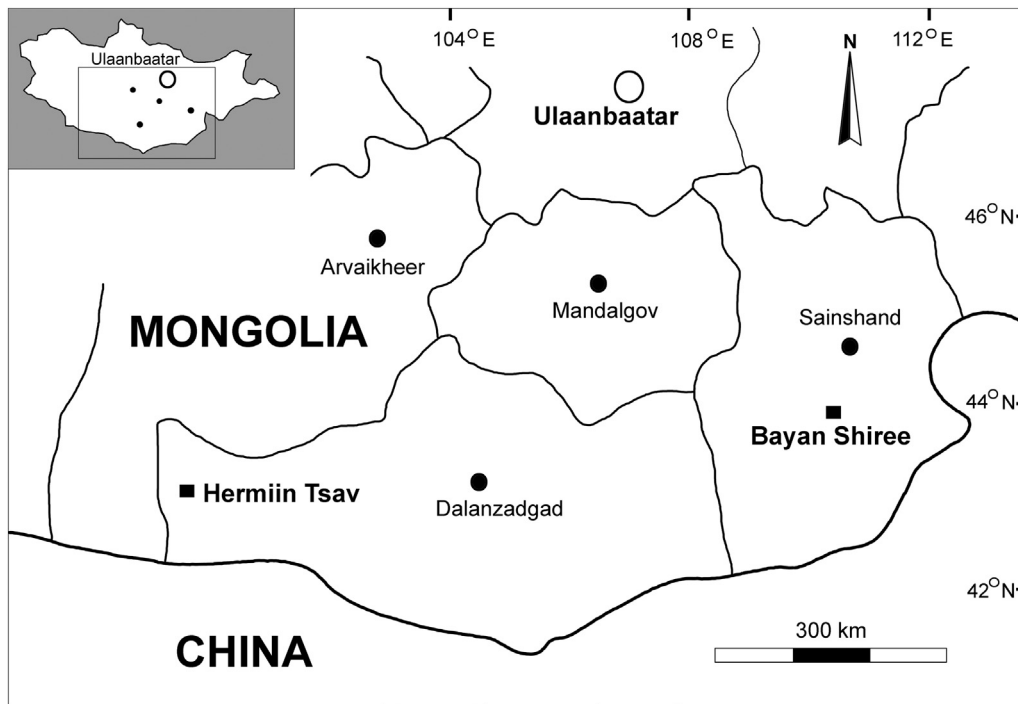 Ulaanbaatar
104°E
108°E
112°E
N
Ulaanbaatar
46°N
Arvaikheer
Mandalgov
Sainshand
MONGOLIA
44°N
Bayan Shiree
Hermiin Tsav
Dalanzadgad
42°N
300 km
CHINA